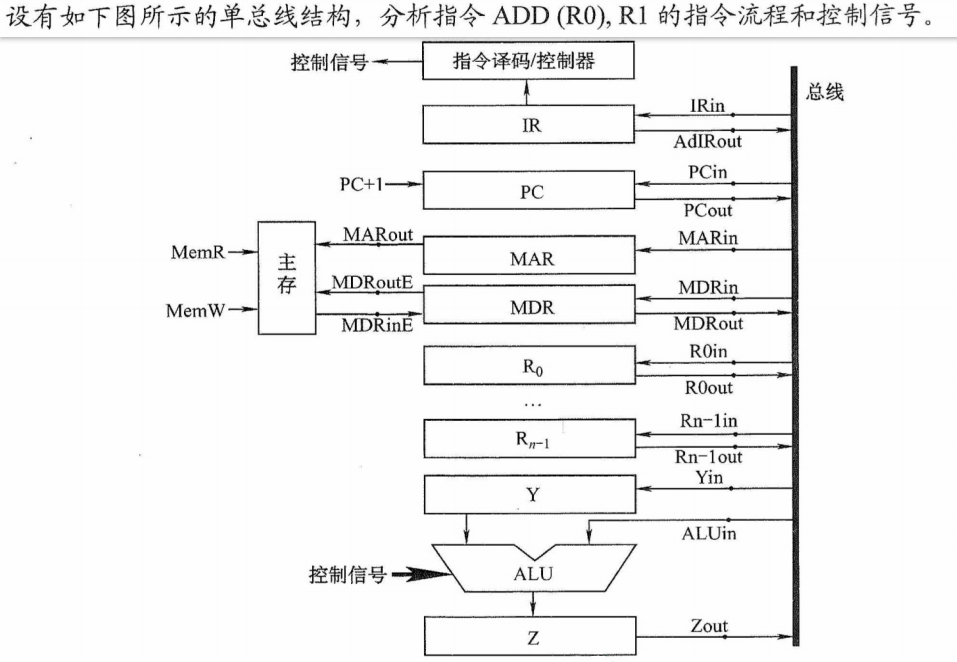 设有如下图所示的单总线结构，分析指令 ADD (R0), R1 的指令流程和控制信号。
控制信号
指令译码/控制器
总线
IRin
IR
AdIRout
PCin
PC+1
PC
PCout
MARout
MARin
MemR
MAR
主存
MDRoutE
MDRin
MDR
MemW
MDRinE
MDRout
R0in
R0
R0out
…
Rn-1in
Rn-1
Rn-1out
Yin
Y
ALUin
控制信号
ALU
Zout
Z